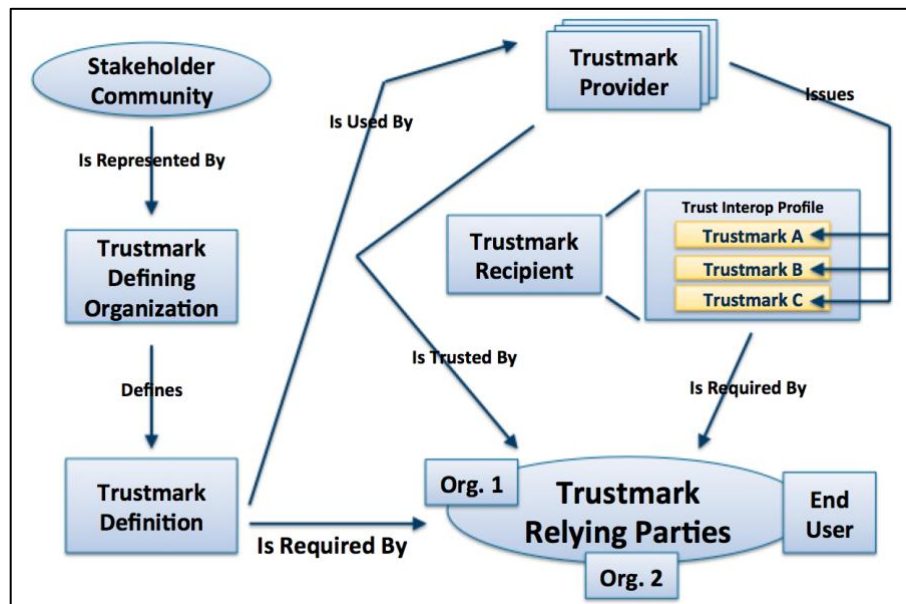 Stakeholder
Community
Is Represented By
Trustmark
Defining
Organization
Defines
Trustmark
Definition
Is Used By
Is Required By
Trustmark
Provider
Issues
Trustmark
Recipient
Trust Interop Profile
Trustmark A
Trustmark B
Trustmark C
Is Trusted By
Is Required By
Org. 1
Trustmark
Relying Parties
End
User
Org. 2